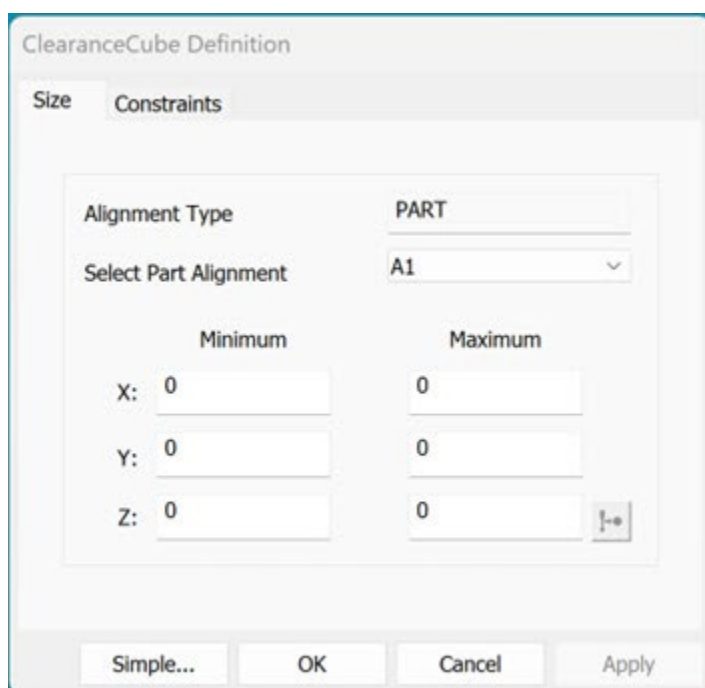 ClearanceCube Definition
Size Constraints
Alignment Type PART
Select Part Alignment A1
Minimum Maximum
X: 0 0
Y: 0 0
Z: 0 0
Simple... OK Cancel Apply